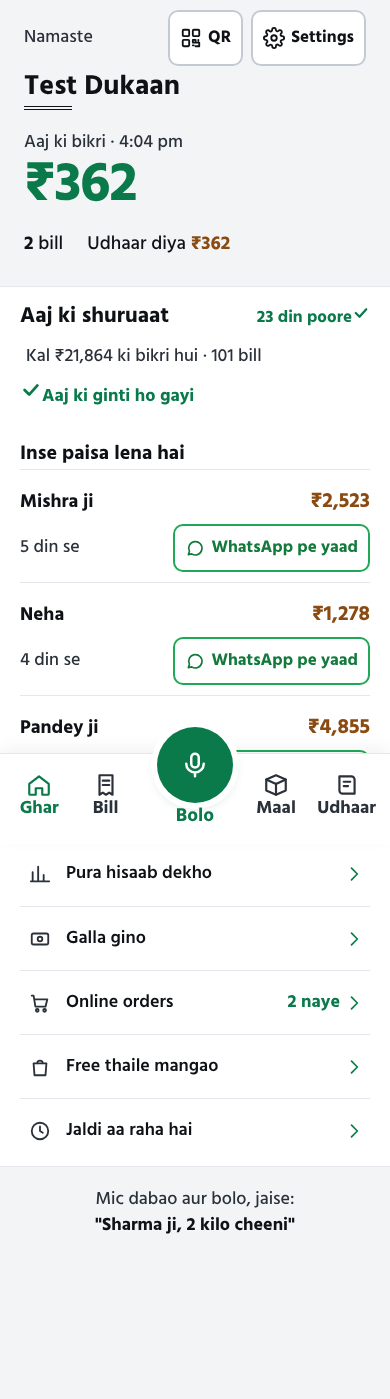 Namaste
QR
Settings
Test Dukaan
Aaj ki bikri · 4:04 pm
₹362
2 bill Udhaar diya ₹362
Aaj ki shuruaat
23 din poore
Kal ₹21,864 ki bikri hui · 101 bill
Aaj ki ginti ho gayi
Inse paisa lena hai
Mishra ji ₹2,523
5 din se WhatsApp pe yaad
Neha ₹1,278
4 din se WhatsApp pe yaad
Pandey ji ₹4,855
Ghar Bill Bolo Maal Udhaar
Pura hisaab dekho
Galla gino
Online orders 2 naye
Free thaile mangao
Jaldi aa raha hai
Mic dabao aur bolo, jaise:
"Sharma ji, 2 kilo cheeni"